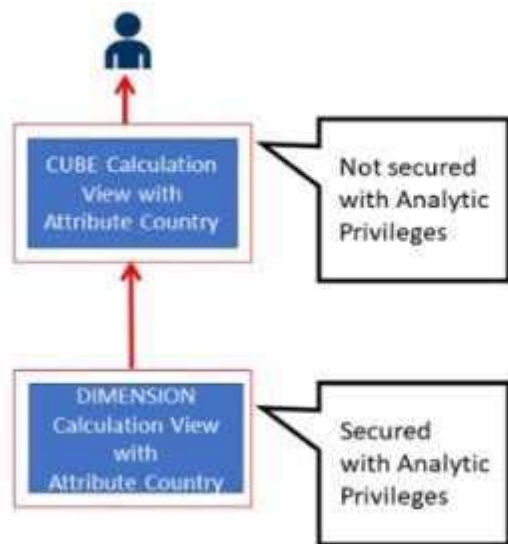 CUBE Calculation
View with
Attribute Country
Not secured
with Analytic
Privileges
DIMENSION
Calculation View
with
Attribute Country
Secured
with Analytic
Privileges